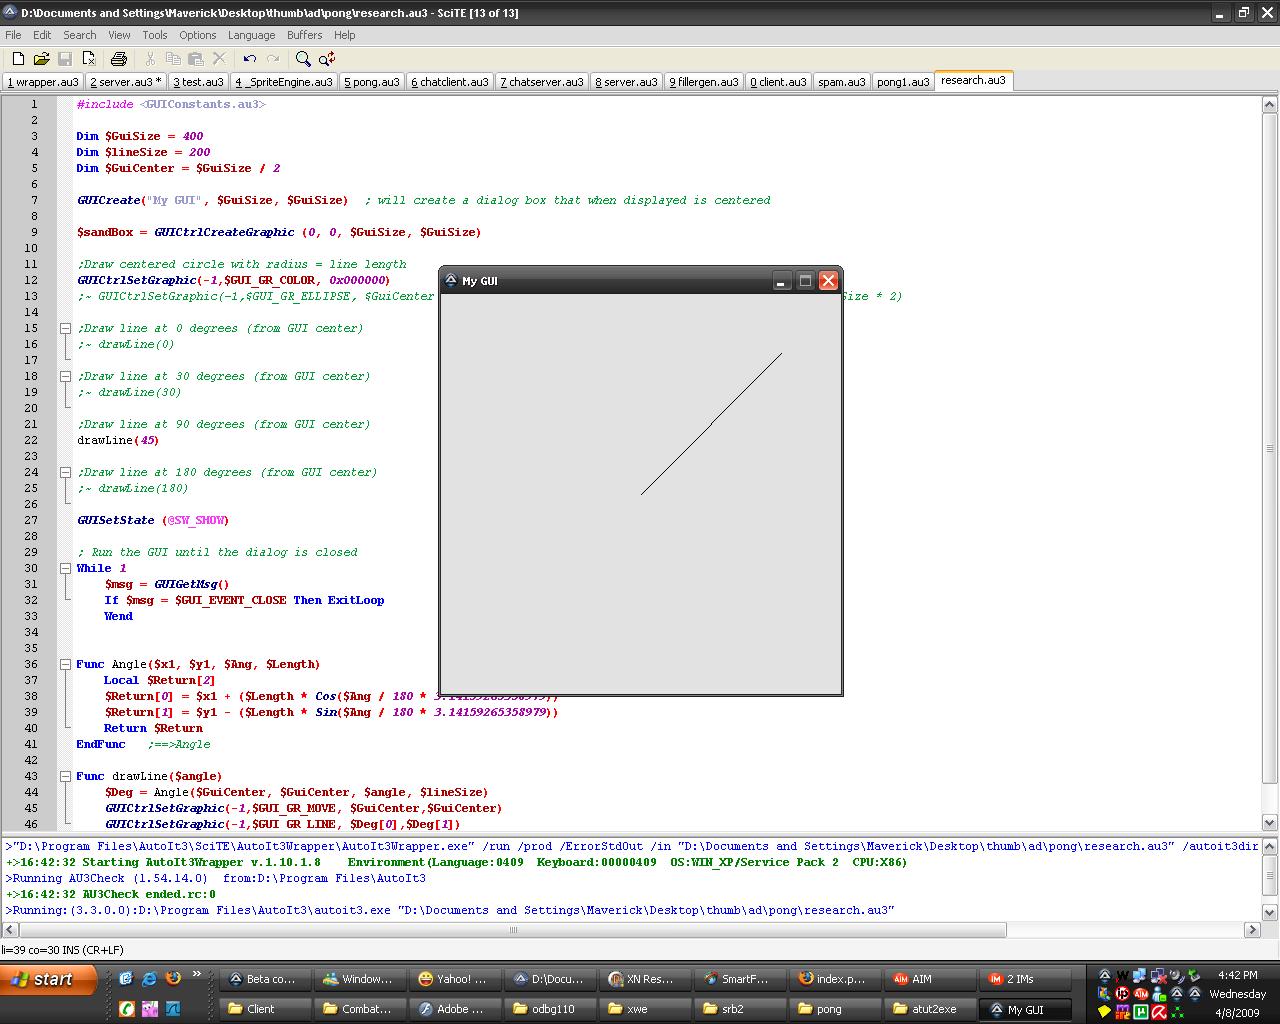 D:\Documents and Settings\Maverick\Desktop\thumb\ad\pong\research.au3 - SciTE [13 of 13]
File Edit Search View Tools Options Language Buffers Help
1 wrapper.au3 2 server.au3 * 3 test.au3 4 _SpriteEngine.au3 5 pong.au3 6 chatclient.au3 7 chatserver.au3 8 server.au3 9 fillergen.au3 0 client.au3 spam.au3 pong1.au3 research.au3
1 #include <GUIConstants.au3>
2
3 Dim $GuiSize = 400
4 Dim $lineSize = 200
5 Dim $GuiCenter = $GuiSize / 2
6
7 GUICreate("My GUI", $GuiSize, $GuiSize) ; will create a dialog box that when displayed is centered
8
9 $sandBox = GUICtrlCreateGraphic (0, 0, $GuiSize, $GuiSize)
10
11 ;Draw centered circle with radius = line length
12 GUICtrlSetGraphic(-1,$GUI_GR_COLOR, 0x000000)
13 ;~ GUICtrlSetGraphic(-1,$GUI_GR_ELLIPSE, $GuiCenter size * 2)
14
15 ;Draw line at 0 degrees (from GUI center)
16 ;~ drawLine(0)
17
18 ;Draw line at 30 degrees (from GUI center)
19 ;~ drawLine(30)
20
21 ;Draw line at 90 degrees (from GUI center)
22 drawLine(45)
23
24 ;Draw line at 180 degrees (from GUI center)
25 ;~ drawLine(180)
26
27 GUISetState (@SW_SHOW)
28
29 ; Run the GUI until the dialog is closed
30 While 1
31 $msg = GUIGetMsg()
32 If $msg = $GUI_EVENT_CLOSE Then ExitLoop
33 Wend
34
35
36 Func Angle($x1, $y1, $Ang, $Length)
37 Local $Return[2]
38 $Return[0] = $x1 + ($Length * Cos($Ang / 180 * 3.14159265358979))
39 $Return[1] = $y1 - ($Length * Sin($Ang / 180 * 3.14159265358979))
40 Return $Return
41 EndFunc ;==>Angle
42
43 Func drawLine($angle)
44 $Deg = Angle($GuiCenter, $GuiCenter, $angle, $lineSize)
45 GUICtrlSetGraphic(-1,$GUI_GR_MOVE, $GuiCenter,$GuiCenter)
46 GUICtrlSetGraphic(-1,$GUI_GR_LINE, $Deg[0],$Deg[1])
My GUI
>"D:\Program Files\AutoIt3\SciTE\AutoIt3Wrapper\AutoIt3Wrapper.exe" /run /prod /ErrorStdOut /in "D:\Documents and Settings\Maverick\Desktop\thumb\ad\pong\research.au3" /autoit3dir
+>16:42:32 Starting AutoIt3Wrapper v.1.10.1.8 Environment(Language:0409 Keyboard:00000409 OS:WIN_XP/Service Pack 2 CPU:X86)
>Running AU3Check (1.54.14.0) from:D:\Program Files\AutoIt3
+>16:42:32 AU3Check ended.rc:0
>Running:(3.3.0.0):D:\Program Files\AutoIt3\autoit3.exe "D:\Documents and Settings\Maverick\Desktop\thumb\ad\pong\research.au3"
li=39 co=30 INS (CR+LF)
start
Beta co... Window... Yahoo! ... D:\Docu... XN Res... SmartF... index.p... AIM 2 IMs
Client Combat... Adobe ... odbg110 xwe srb2 pong atut2exe My GUI
4:42 PM
Wednesday
4/8/2009